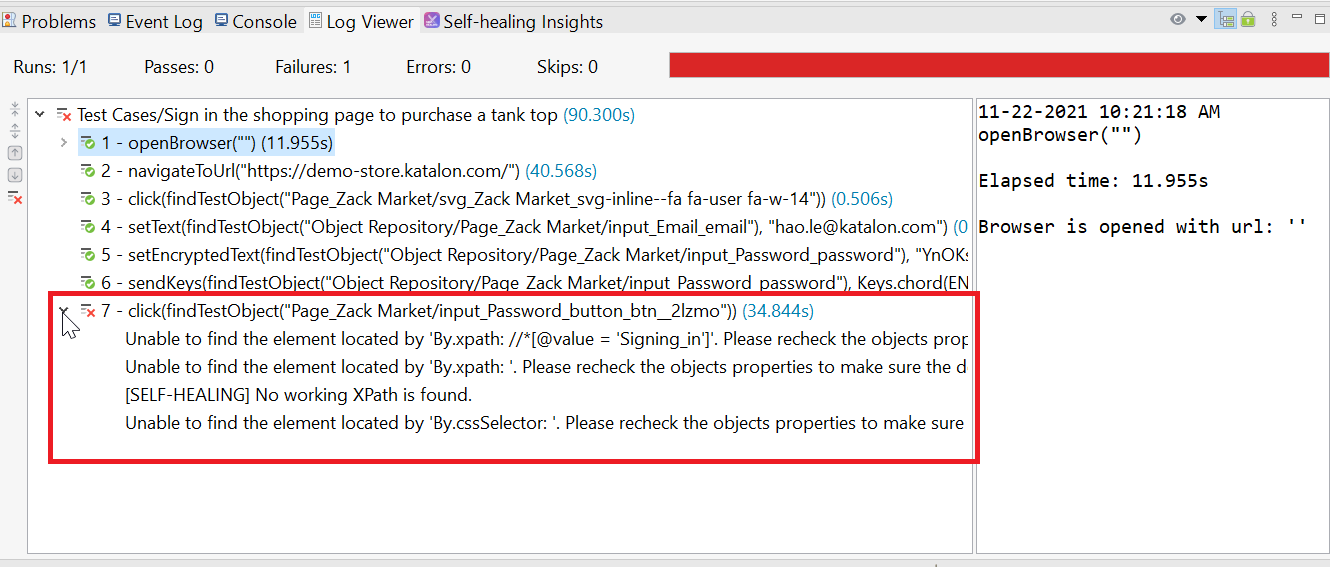 Problems Event Log Console Log Viewer Self-healing Insights
Runs: 1/1 Passes: 0 Failures: 1 Errors: 0 Skips: 0
Test Cases/Sign in the shopping page to purchase a tank top (90.300s)
1 - openBrowser("") (11.955s)
2 - navigateToUrl("https://demo-store.katalon.com/") (40.568s)
3 - click(findTestObject("Page_Zack Market/svg_Zack Market_svg-inline--fa fa-user fa-w-14")) (0.506s)
4 - setText(findTestObject("Object Repository/Page_Zack Market/input_Email_email"), "hao.le@katalon.com") (0
5 - setEncryptedText(findTestObject("Object Repository/Page_Zack Market/input_Password_password"), "YnOKs
6 - sendKeys(findTestObject("Object Repository/Page_Zack Market/input_Password_password"), Keys.chord(EN
7 - click(findTestObject("Page_Zack Market/input_Password_button_btn__2lzmo")) (34.844s)
Unable to find the element located by 'By.xpath: //*[@value = 'Signing_in']'. Please recheck the objects prop
Unable to find the element located by 'By.xpath: '. Please recheck the objects properties to make sure the d
[SELF-HEALING] No working XPath is found.
Unable to find the element located by 'By.cssSelector: '. Please recheck the objects properties to make sure
11-22-2021 10:21:18 AM
openBrowser("")
Elapsed time: 11.955s
Browser is opened with url: ''